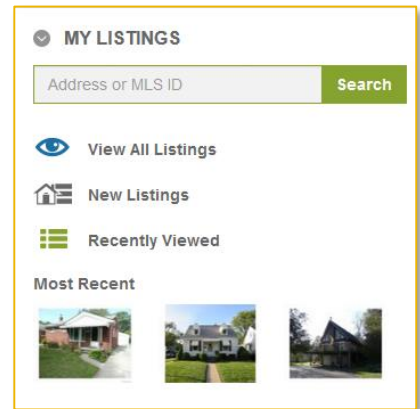 MY LISTINGS
Address or MLS ID Search
View All Listings
New Listings
Recently Viewed
Most Recent